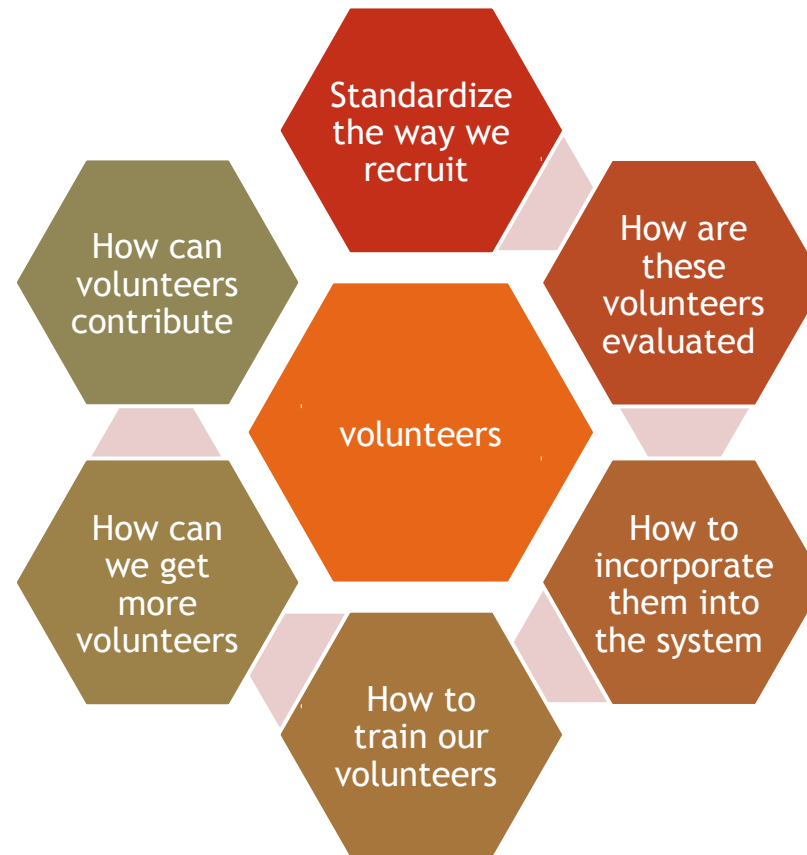 Standardize
the way we
recruit
How are
these
volunteers
evaluated
How to
incorporate
them into
the system
How to
train our
volunteers
How can
we get
more
volunteers
How can
volunteers
contribute
volunteers